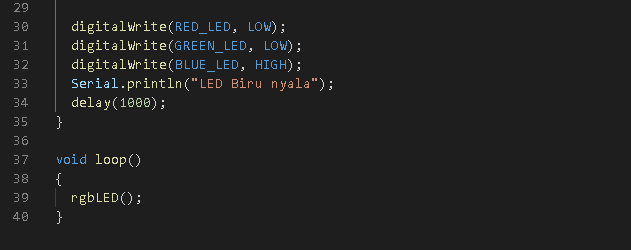 29
30 digitalWrite(RED_LED, LOW);
31 digitalWrite(GREEN_LED, LOW);
32 digitalWrite(BLUE_LED, HIGH);
33 Serial.println("LED Biru nyala");
34 delay(1000);
35 }
36
37 void loop()
38 {
39 rgbLED();
40 }